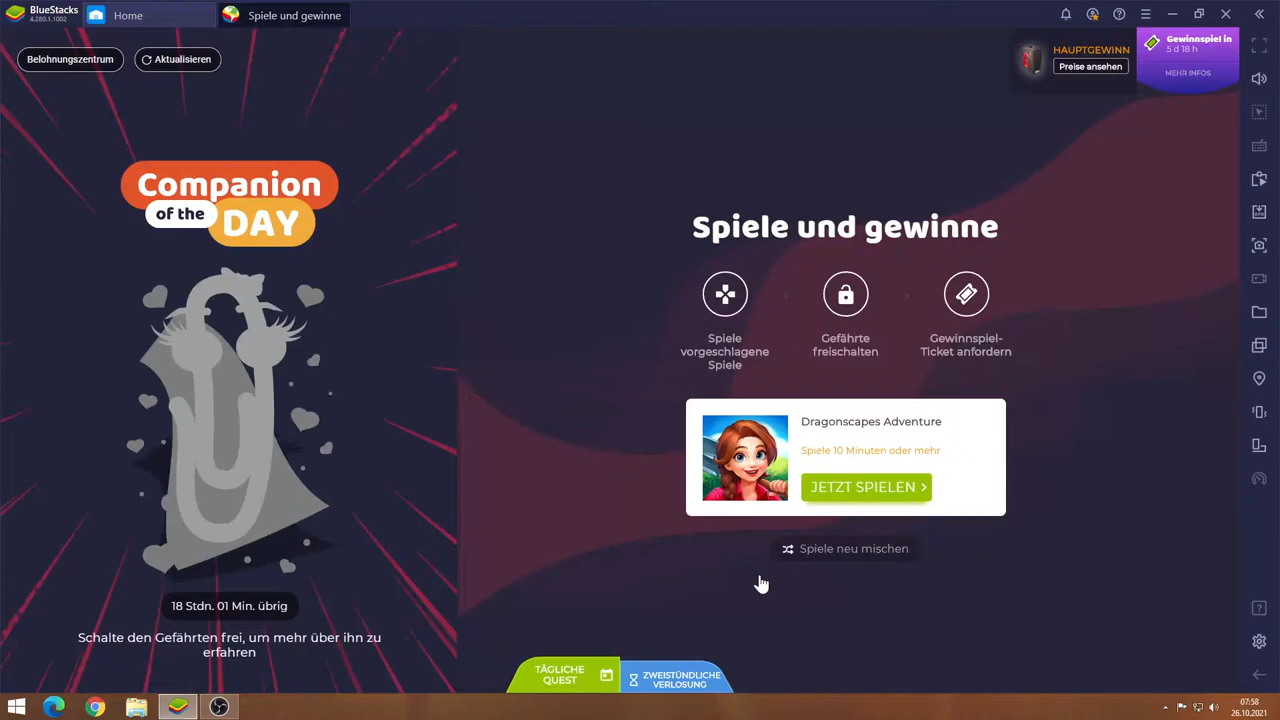 BlueStacks
4.280.1.1002
Home
Spiele und gewinne
Belohnungszentrum
Aktualisieren
HAUPTGEWINN
Preise ansehen
Gewinnspiel in
5 d 18 h
MEHR INFOS
Companion
of the
DAY
18 Stdn. 01 Min. übrig
Schalte den Gefährten frei, um mehr über ihn zu
erfahren
Spiele und gewinne
Spiele
vorgeschlagene
Spiele
Gefährte
freischalten
Gewinnspiel-
Ticket anfordern
Dragonscapes Adventure
Spiele 10 Minuten oder mehr
JETZT SPIELEN
Spiele neu mischen
TÄGLICHE
QUEST
ZWEISTÜNDLICHE
VERLOSUNG
07:58
26.10.2021